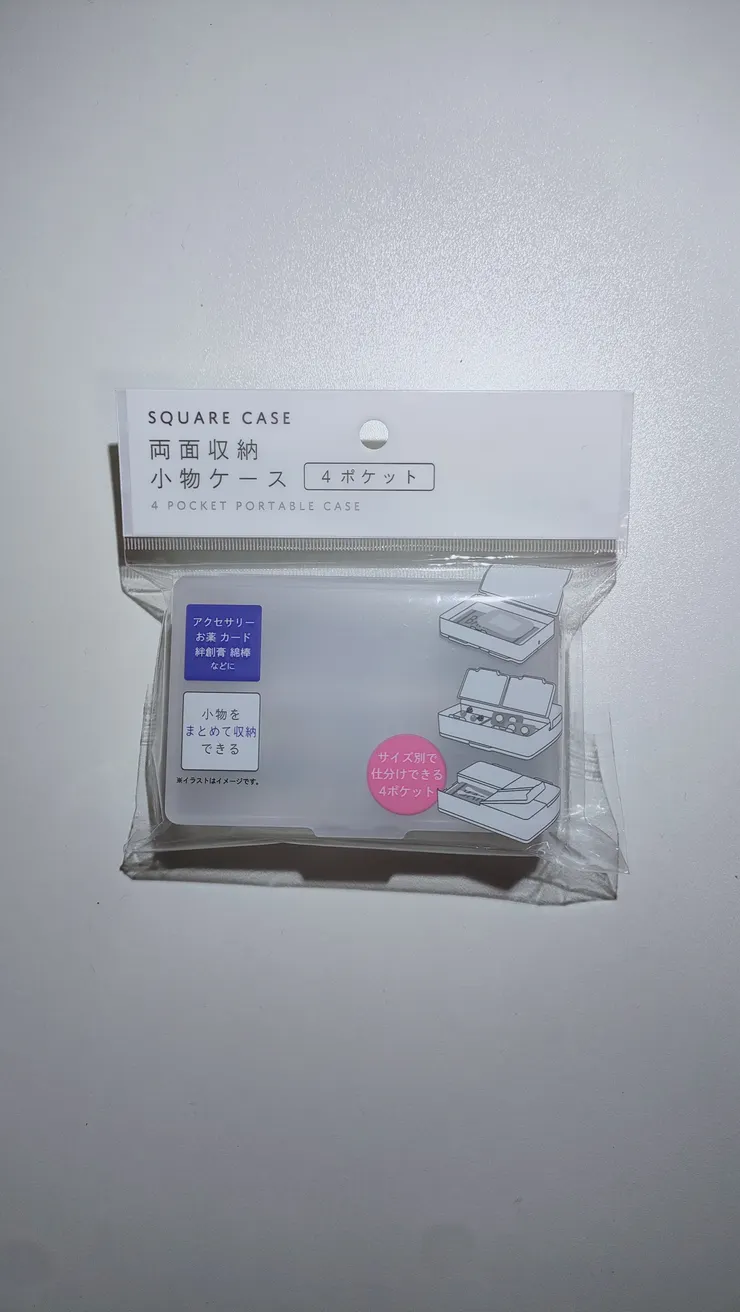 SQUARE CASE
両面収納
小物ケース 4 ポケット
4 POCKET PORTABLE CASE
アクセサリー
お薬 カード
絆創膏 綿棒
などに
小物を
まとめて収納
できる
※イラストはイメージです。
サイズ別で
仕分けできる
4ポケット